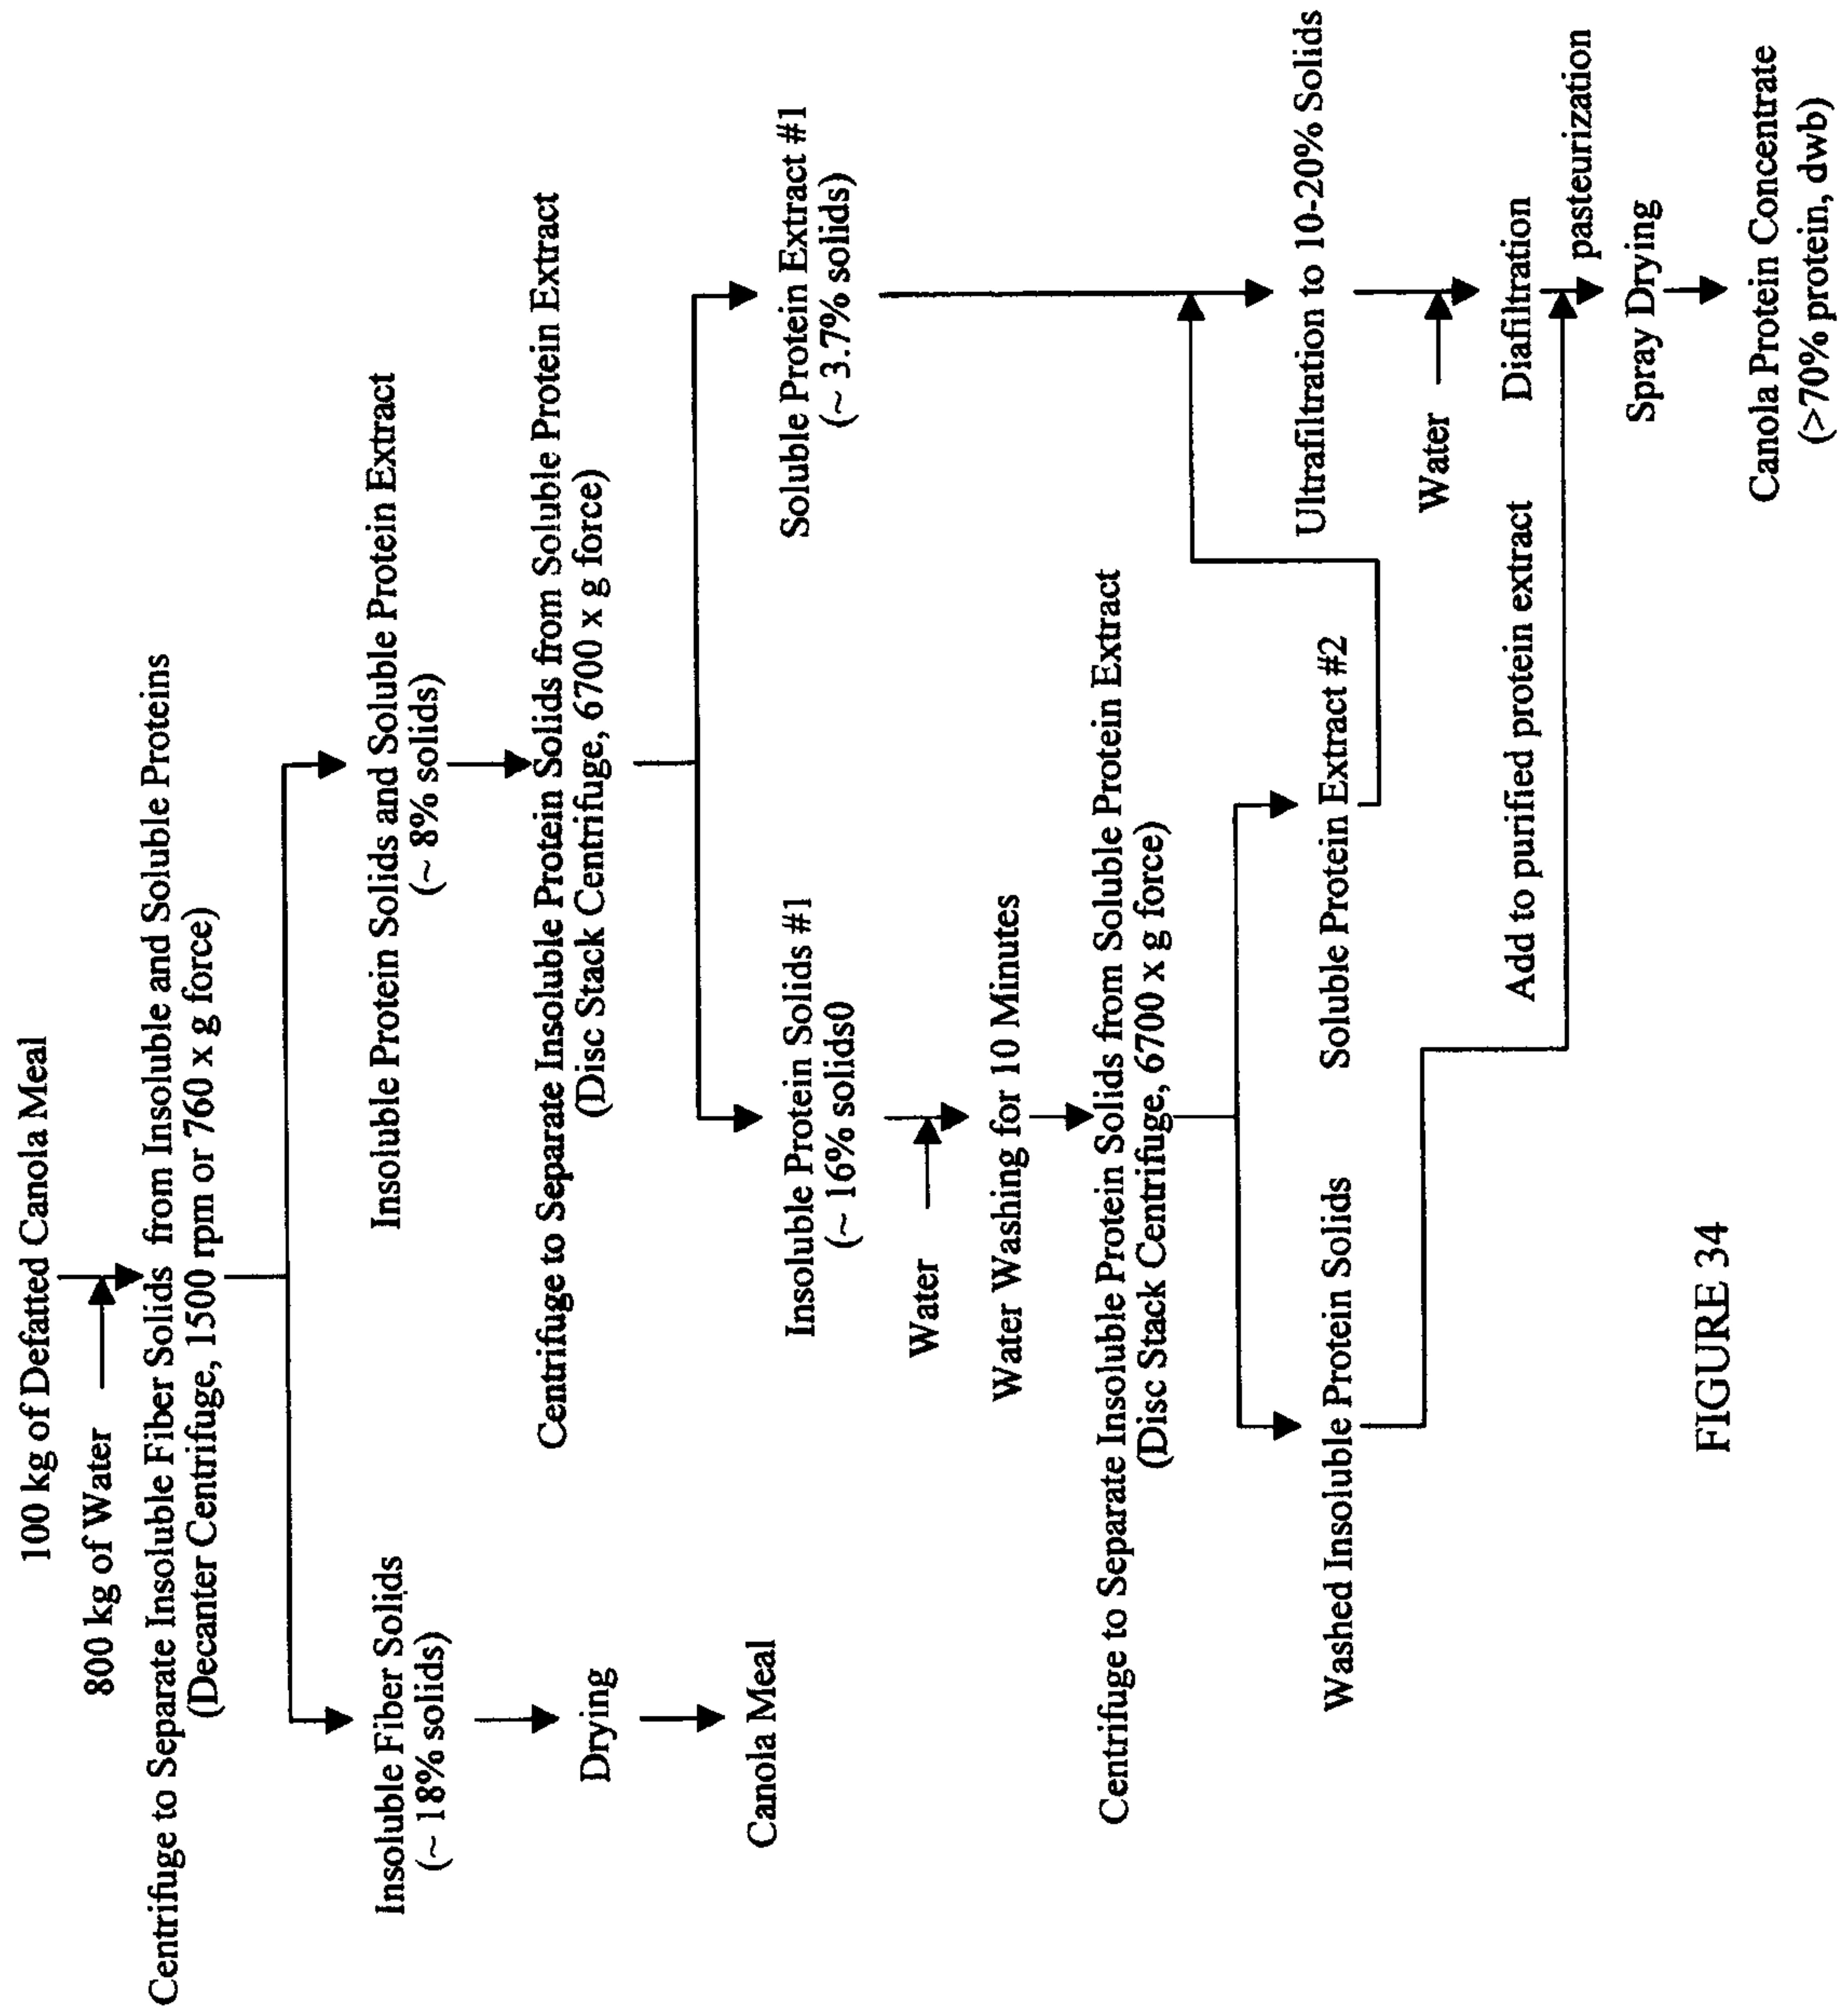 100 kg of Defatted Canola Meal
800 kg of Water
Centrifuge to Separate Insoluble Fiber Solids from Insoluble and Soluble Proteins
(Decanter Centrifuge, 1500 rpm or 760 x g force)
Insoluble Fiber Solids
(~ 18% solids)
Drying
Canola Meal
Insoluble Protein Solids and Soluble Protein Extract
(~ 8% solids)
Centrifuge to Separate Insoluble Protein Solids from Soluble Protein Extract
(Disc Stack Centrifuge, 6700 x g force)
Insoluble Protein Solids #1
(~ 16% solids0
Water
Water Washing for 10 Minutes
Centrifuge to Separate Insoluble Protein Solids from Soluble Protein Extract
(Disc Stack Centrifuge, 6700 x g force)
Washed Insoluble Protein Solids
Soluble Protein Extract #2
Soluble Protein Extract #1
(~ 3.7% solids)
Ultrafiltration to 10-20% Solids
Water
Diafiltration
Add to purified protein extract
pasteurization
Spray Drying
Canola Protein Concentrate
(>70% protein, dwb)
FIGURE 34